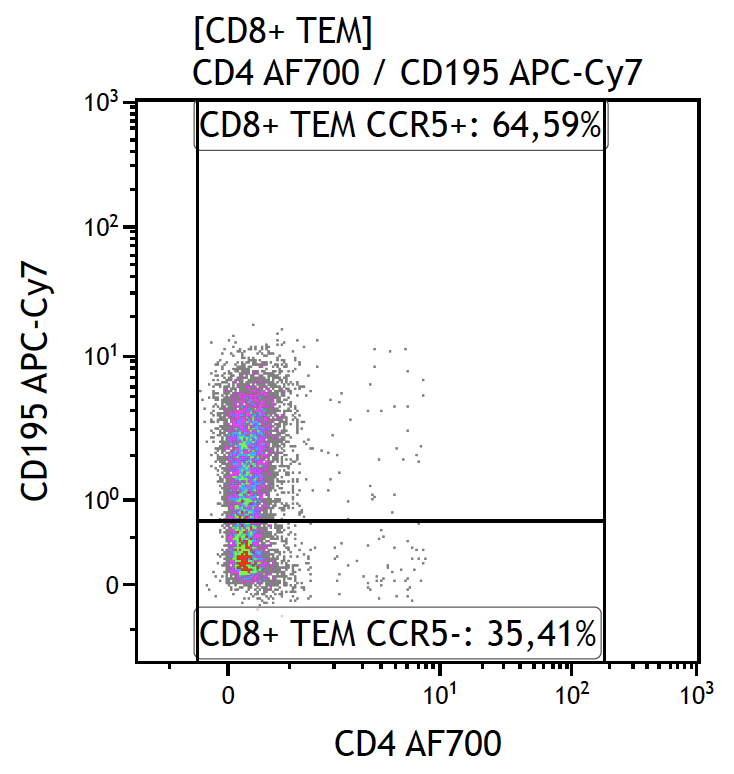 [CD8+ TEM]
CD4 AF700 / CD195 APC-Cy7
10³
CD8+ TEM CCR5+: 64,59%
10²
10¹
10⁰
0
CD8+ TEM CCR5-: 35,41%
CD195 APC-Cy7
0 10¹ 10² 10³
CD4 AF700